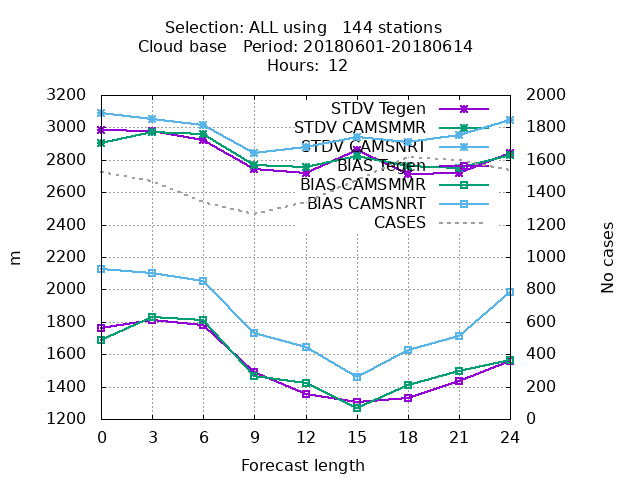 Selection: ALL using   144 stations
Cloud base   Period: 20180601-20180614
Hours: 12
3200
3000
2800
2600
2400
2200
2000
1800
1600
1400
1200
2000
1800
1600
1400
1200
1000
800
600
400
200
0
STDV Tegen
STDV CAMSMMR
STDV CAMSNRT
BIAS Tegen
BIAS CAMSMMR
BIAS CAMSNRT
CASES
m
No cases
0 3 6 9 12 15 18 21 24
Forecast length